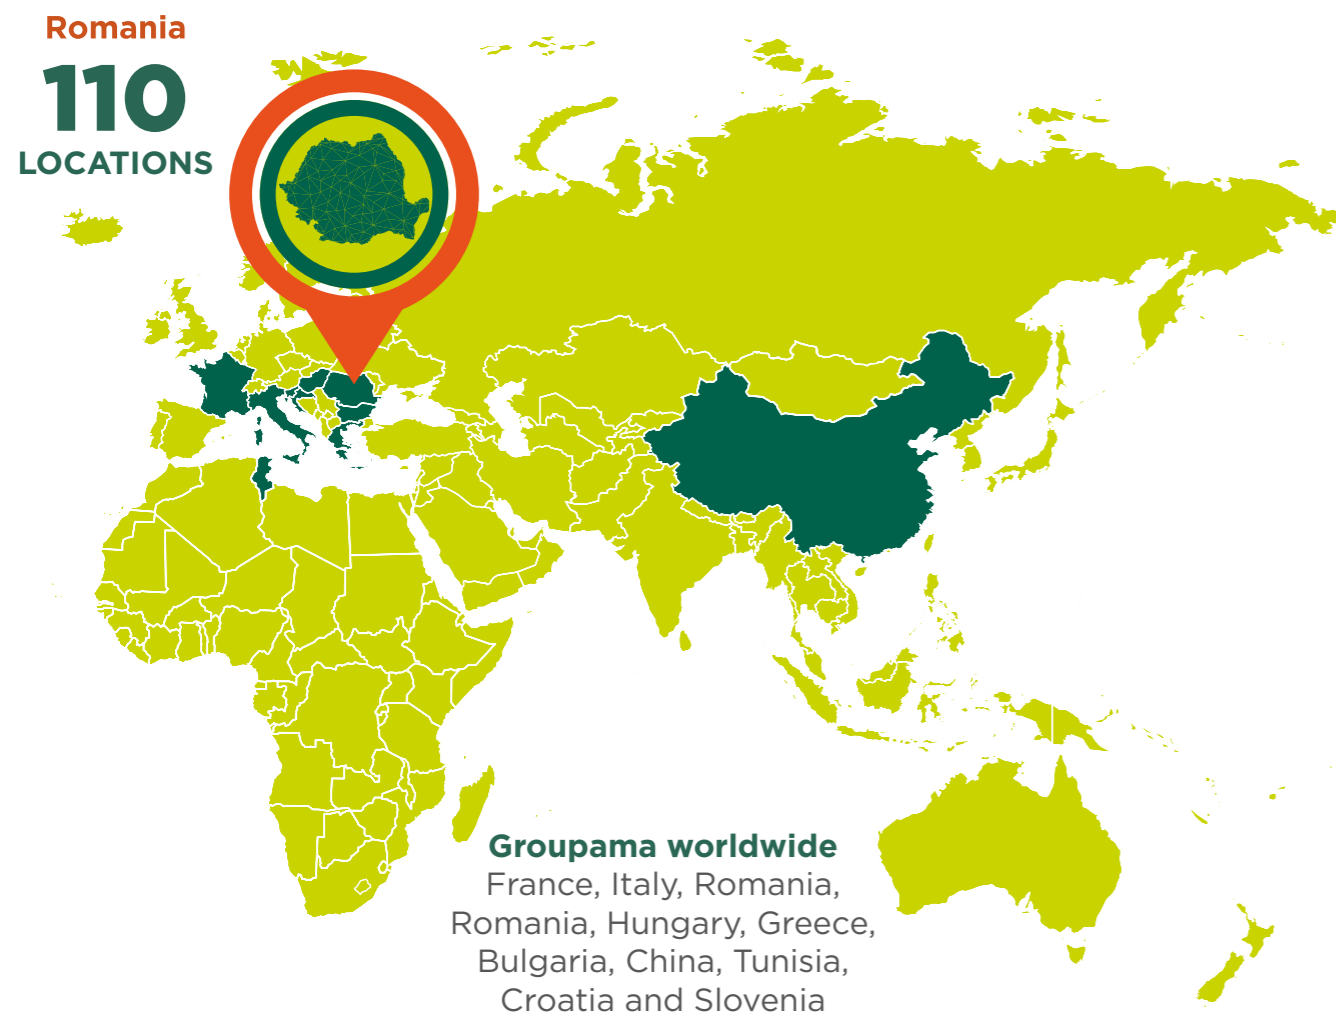 Romania
110
LOCATIONS
Groupama worldwide
France, Italy, Romania,
Romania, Hungary, Greece,
Bulgaria, China, Tunisia,
Croatia and Slovenia